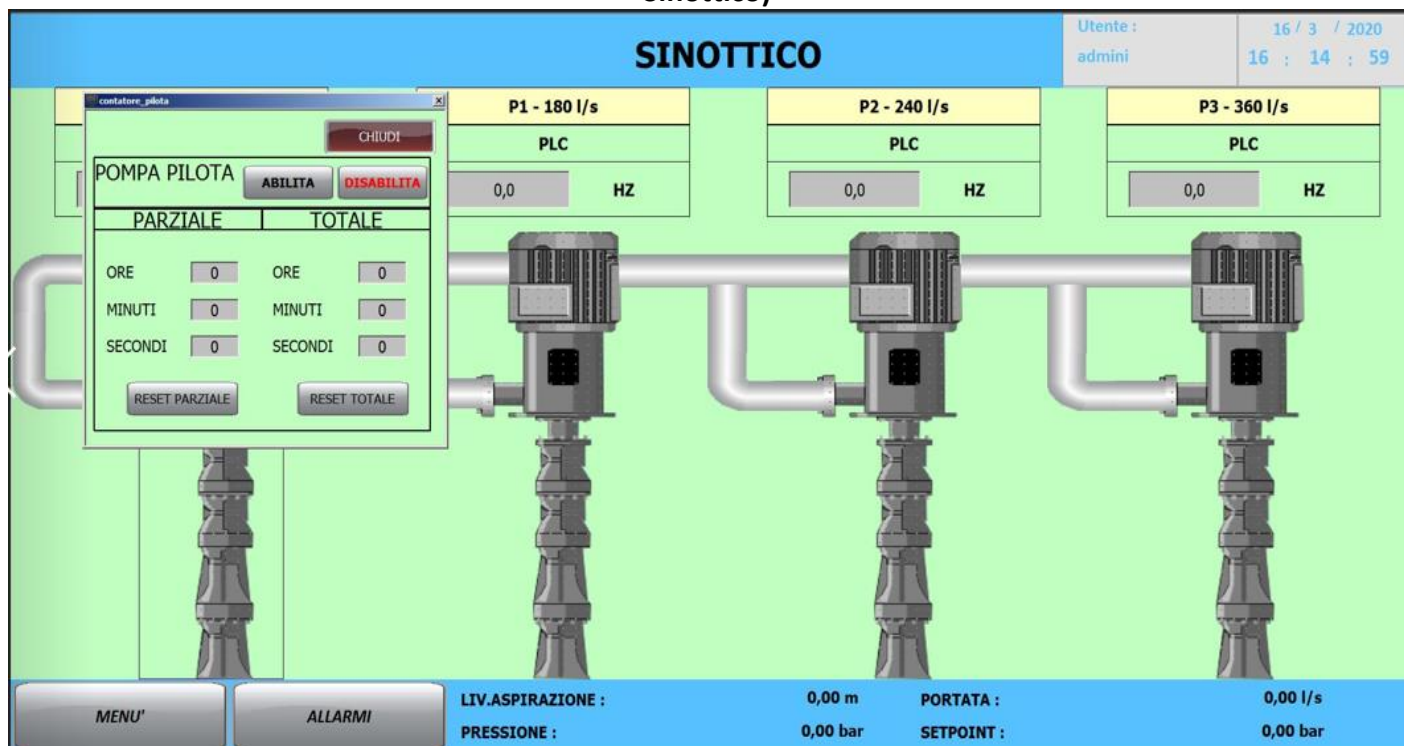 SINOTTICO
Utente :
admini
16 / 3 / 2020
16 : 14 : 59
contatore_pilota
CHIUDI
POMPA PILOTA
ABILITA
DISABILITA
PARZIALE
TOTALE
ORE 0
ORE 0
MINUTI 0
MINUTI 0
SECONDI 0
SECONDI 0
RESET PARZIALE
RESET TOTALE
P1 - 180 l/s
PLC
0,0 HZ
P2 - 240 l/s
PLC
0,0 HZ
P3 - 360 l/s
PLC
0,0 HZ
MENU'
ALLARMI
LIV.ASPIRAZIONE : 0,00 m
PORTATA : 0,00 l/s
PRESSIONE : 0,00 bar
SETPOINT : 0,00 bar